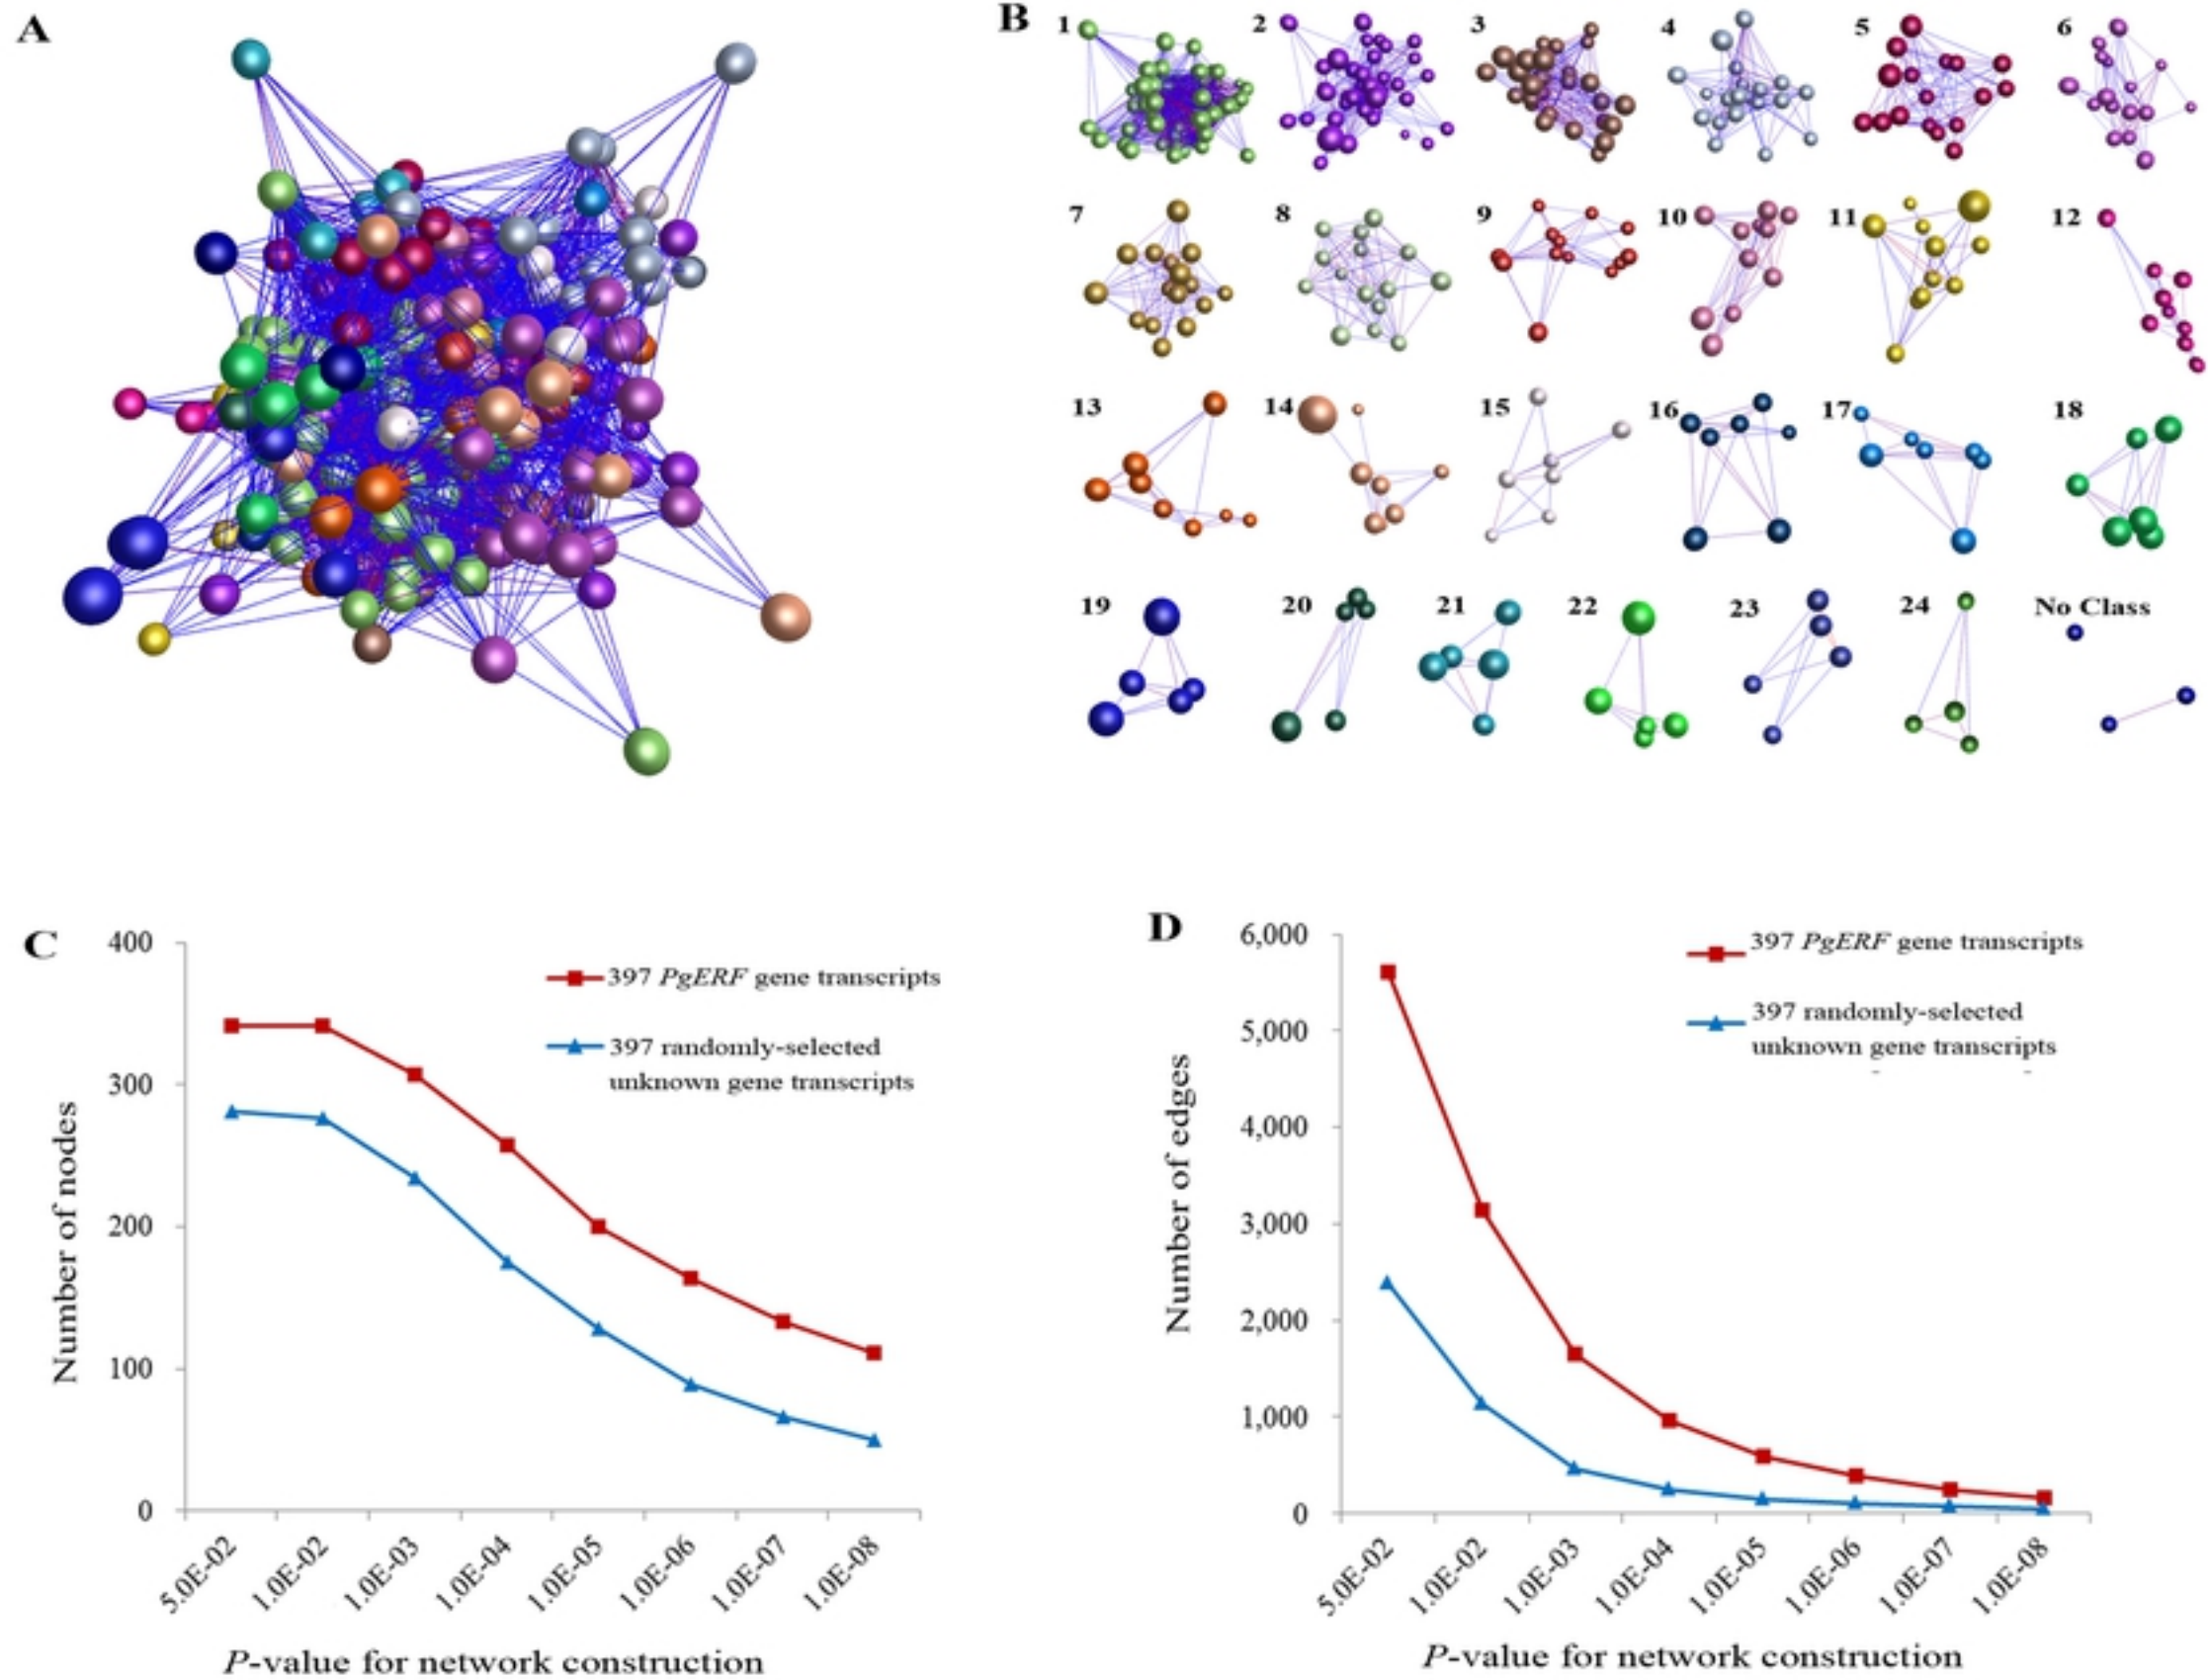 A
B
1 2 3 4 5 6
7 8 9 10 11 12
13 14 15 16 17 18
19 20 21 22 23 24 No Class
C
400
300
200
100
0
Number of nodes
397 PgERF gene transcripts
397 randomly-selected
unknown gene transcripts
5.0E-02 1.0E-02 1.0E-03 1.0E-04 1.0E-05 1.0E-06 1.0E-07 1.0E-08
P-value for network construction
D
6,000
5,000
4,000
3,000
2,000
1,000
0
Number of edges
397 PgERF gene transcripts
397 randomly-selected
unknown gene transcripts
5.0E-02 1.0E-02 1.0E-03 1.0E-04 1.0E-05 1.0E-06 1.0E-07 1.0E-08
P-value for network construction